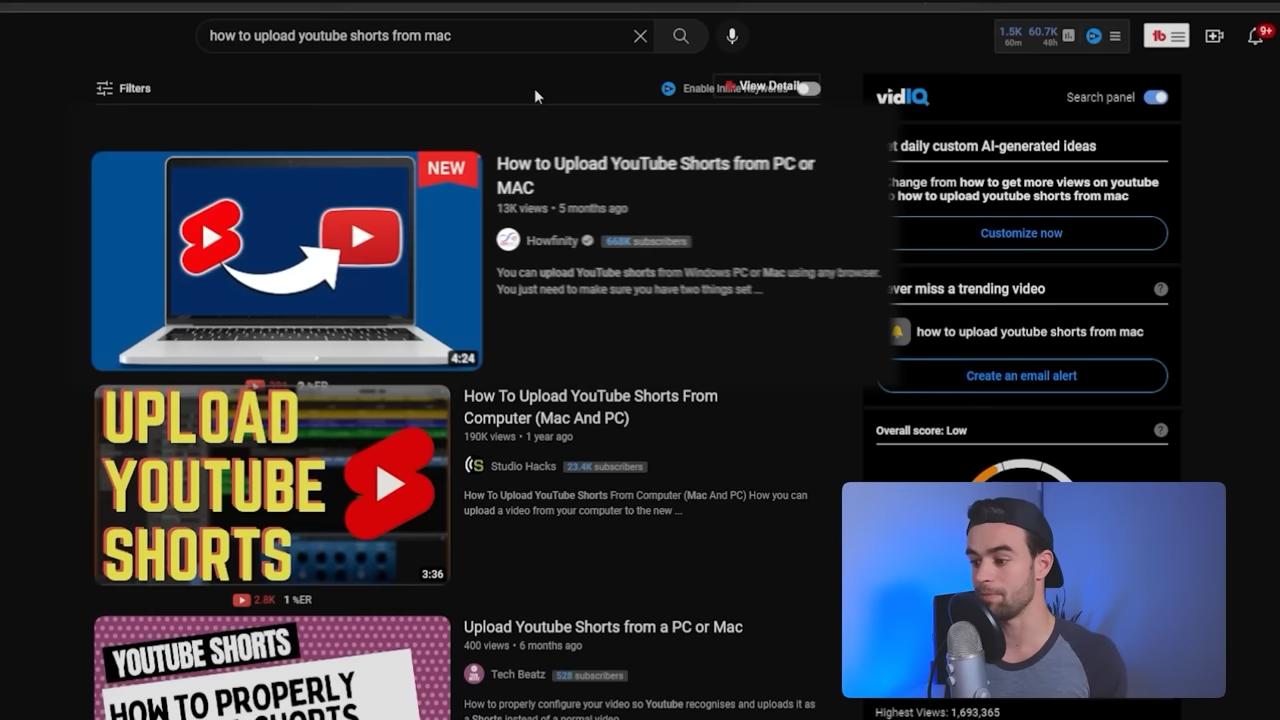 how to upload youtube shorts from mac
1.5K 60.7K
60m 48h
tb
9+
Filters
View Detail
vidIQ
Search panel
NEW
How to Upload YouTube Shorts from PC or
MAC
13K views • 5 months ago
Howfinity 668K subscribers
You can upload YouTube shorts from Windows PC or Mac using any browser.
You just need to make sure you have two things set ...
4:24
daily custom AI-generated ideas
from how to get more views on youtube
how to upload youtube shorts from mac
Customize now
miss a trending video ?
how to upload youtube shorts from mac
Create an email alert
Overall score: Low ?
UPLOAD
YOUTUBE
SHORTS
3:36
How To Upload YouTube Shorts From
Computer (Mac And PC)
190K views • 1 year ago
Studio Hacks 23.4K subscribers
How To Upload YouTube Shorts From Computer (Mac And PC) How you can
upload a video from your computer to the new ...
2.8K 1 %ER
YOUTUBE SHORTS
HOW TO PROPERLY
SHORTS
Upload Youtube Shorts from a PC or Mac
400 views • 6 months ago
Tech Beatz 528 subscribers
How to properly configure your video so Youtube recognises and uploads it as
a Shorts instead of a normal video.
Highest Views: 1,693,365